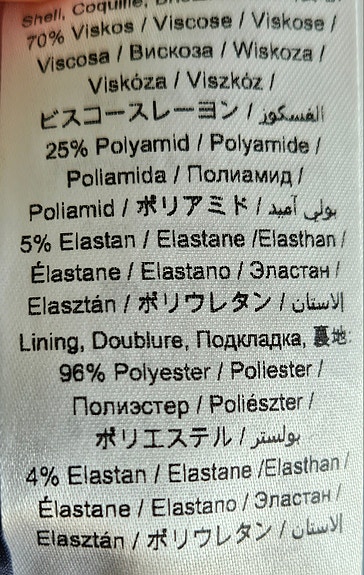 Shell, Coquille,
70% Viskos / Viscose / Viskose /
Viscosa / Вискоза / Wiskoza /
Viskóza / Viszkóz /
ビスコースレーヨン / الفسكوز
25% Polyamid / Polyamide /
Poliamida / Полиамид /
Poliamid / ポリアミド / بولي أميد
5% Elastan / Elastane /Elasthan /
Élastane / Elastano / Эластан /
Elasztán / ポリウレタン / الاستان
Lining, Doublure, Подкладка, 裏地.
96% Polyester / Poliester /
Полиэстер / Poliészter /
ポリエステル / بولستر
4% Elastan / Elastane /Elasthan /
Élastane / Elastano / Эластан /
Elasztán / ポリウレタン / الاستان